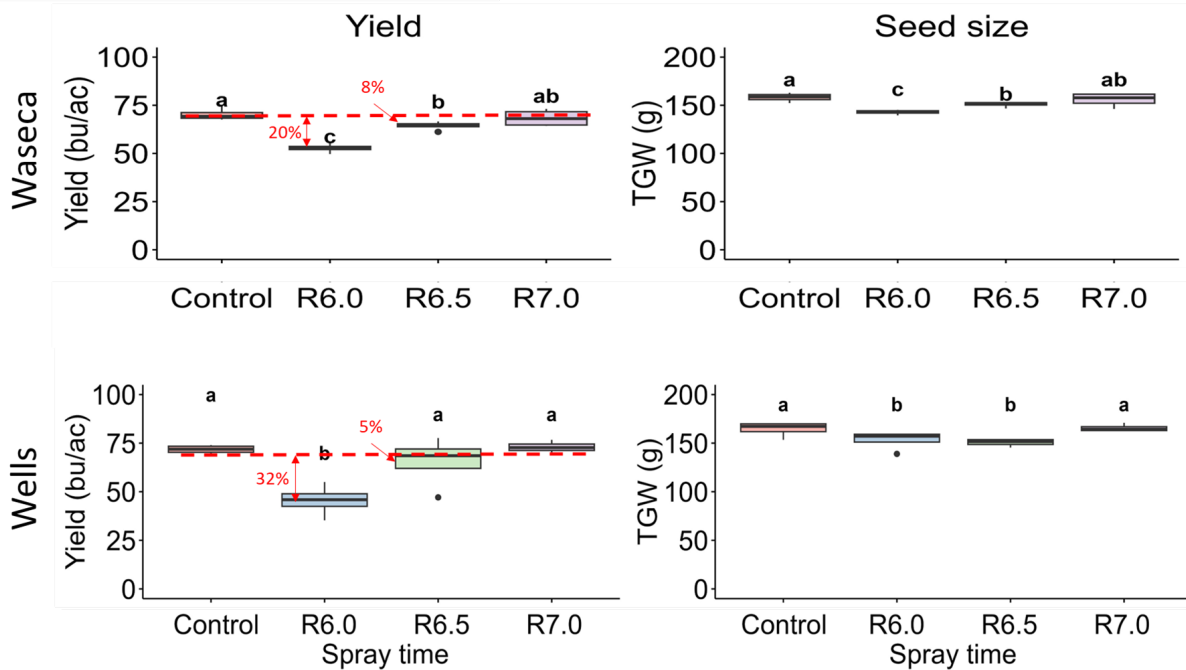 Yield
Seed size
Waseca
Yield (bu/ac)
100
75
50
25
0
a
c
b
ab
20%
8%
Control R6.0 R6.5 R7.0
TGW (g)
200
150
100
50
0
a
c
b
ab
Control R6.0 R6.5 R7.0
Wells
Yield (bu/ac)
100
75
50
25
0
a
b
a
a
32%
5%
Control R6.0 R6.5 R7.0
Spray time
TGW (g)
200
150
100
50
0
a
b
b
a
Control R6.0 R6.5 R7.0
Spray time